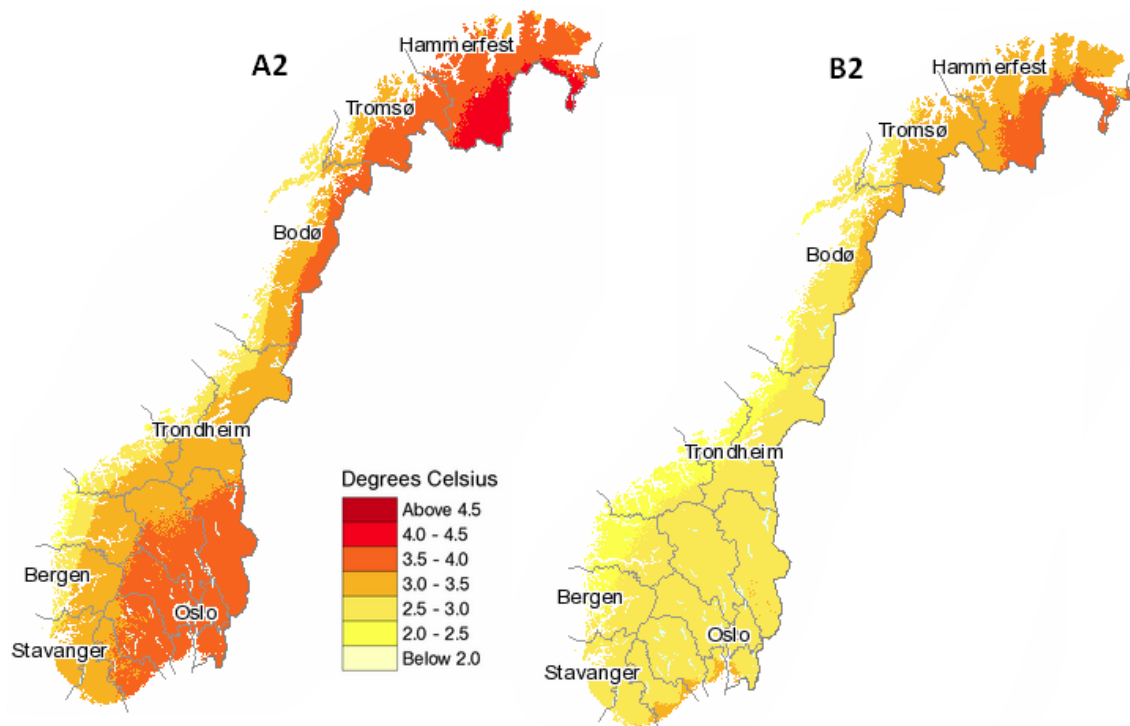 A2
Hammerfest
Tromsø
Bodø
Trondheim
Bergen
Oslo
Stavanger
Degrees Celsius
Above 4.5
4.0 - 4.5
3.5 - 4.0
3.0 - 3.5
2.5 - 3.0
2.0 - 2.5
Below 2.0
B2
Hammerfest
Tromsø
Bodø
Trondheim
Bergen
Oslo
Stavanger